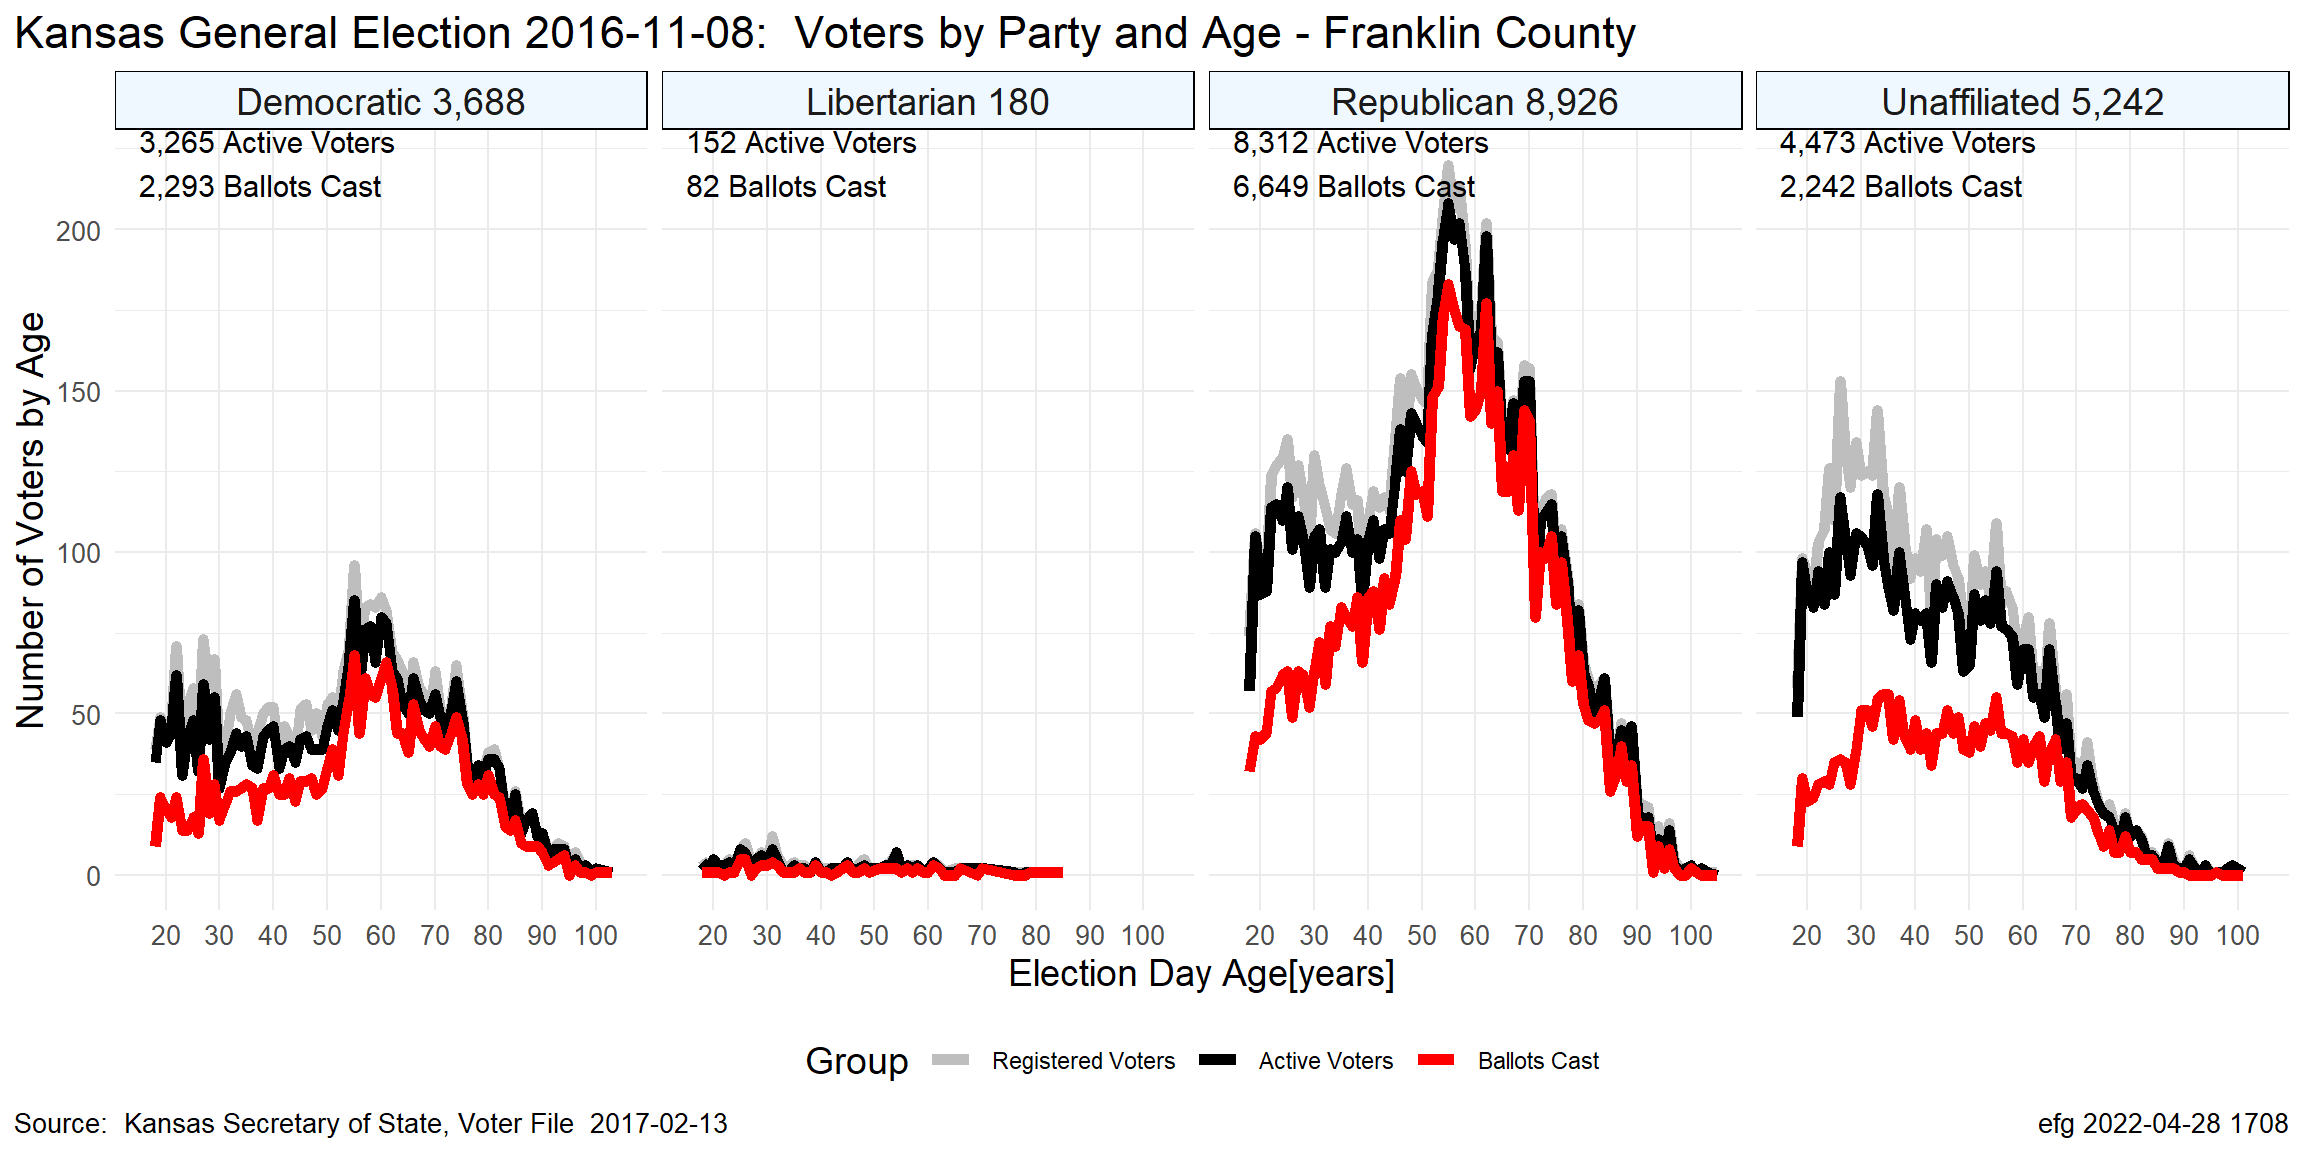 Kansas General Election 2016-11-08:  Voters by Party and Age - Franklin County
Democratic 3,688
Libertarian 180
Republican 8,926
Unaffiliated 5,242
3,265 Active Voters
2,293 Ballots Cast
152 Active Voters
82 Ballots Cast
8,312 Active Voters
6,649 Ballots Cast
4,473 Active Voters
2,242 Ballots Cast
Number of Voters by Age
200
150
100
50
0
20 30 40 50 60 70 80 90 100
20 30 40 50 60 70 80 90 100
20 30 40 50 60 70 80 90 100
20 30 40 50 60 70 80 90 100
Election Day Age[years]
Group Registered Voters Active Voters Ballots Cast
Source:  Kansas Secretary of State, Voter File  2017-02-13
efg 2022-04-28 1708